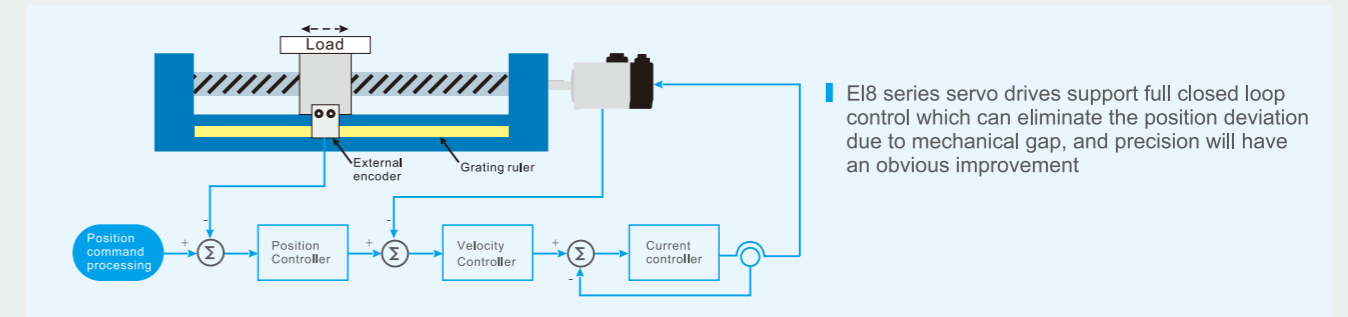 Load
External
encoder
Grating ruler
El8 series servo drives support full closed loop
control which can eliminate the position deviation
due to mechanical gap, and precision will have
an obvious improvement
Position
command
processing
+
-
Σ
Position
Controller
+
-
Σ
Velocity
Controller
+
-
Σ
Current
controller